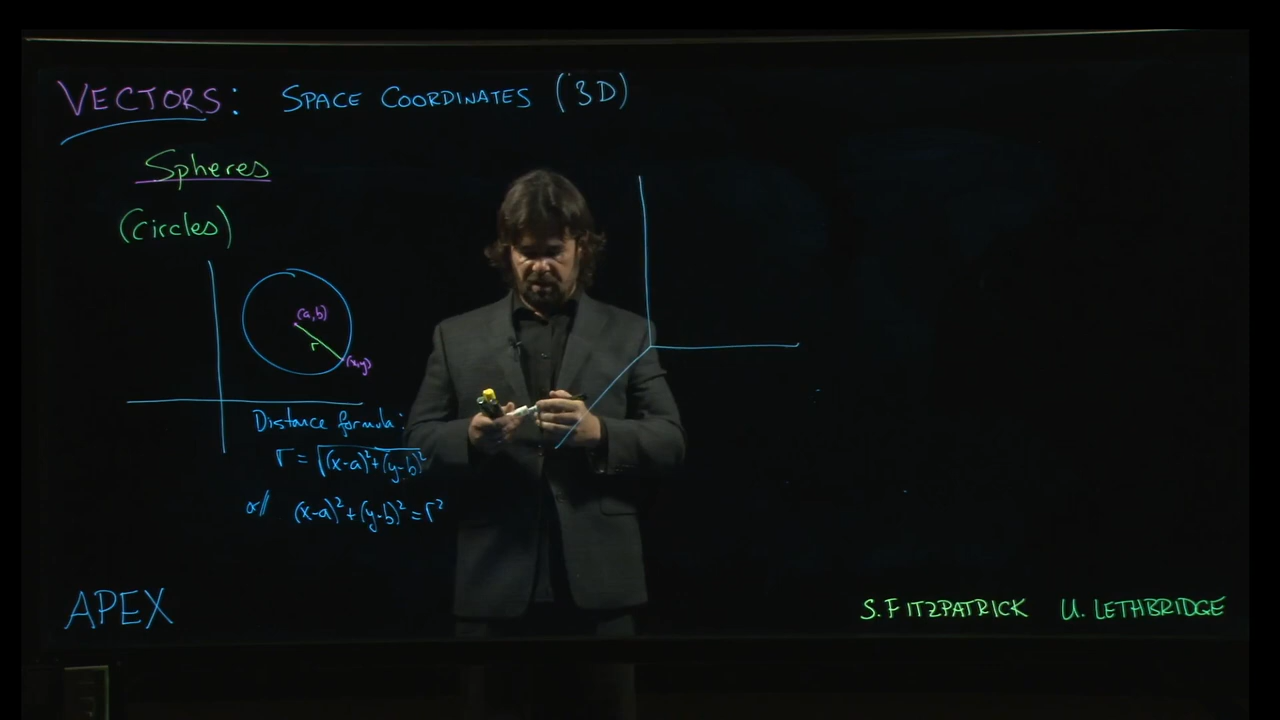 VECTORS: SPACE COORDINATES (3D)
Spheres
(circles)
(a,b)
r
(x,y)
Distance formula:
r = √(x-a)²+(y-b)²
or// (x-a)²+(y-b)² = r²
APEX
S. FITZPATRICK U. LETHBRIDGE